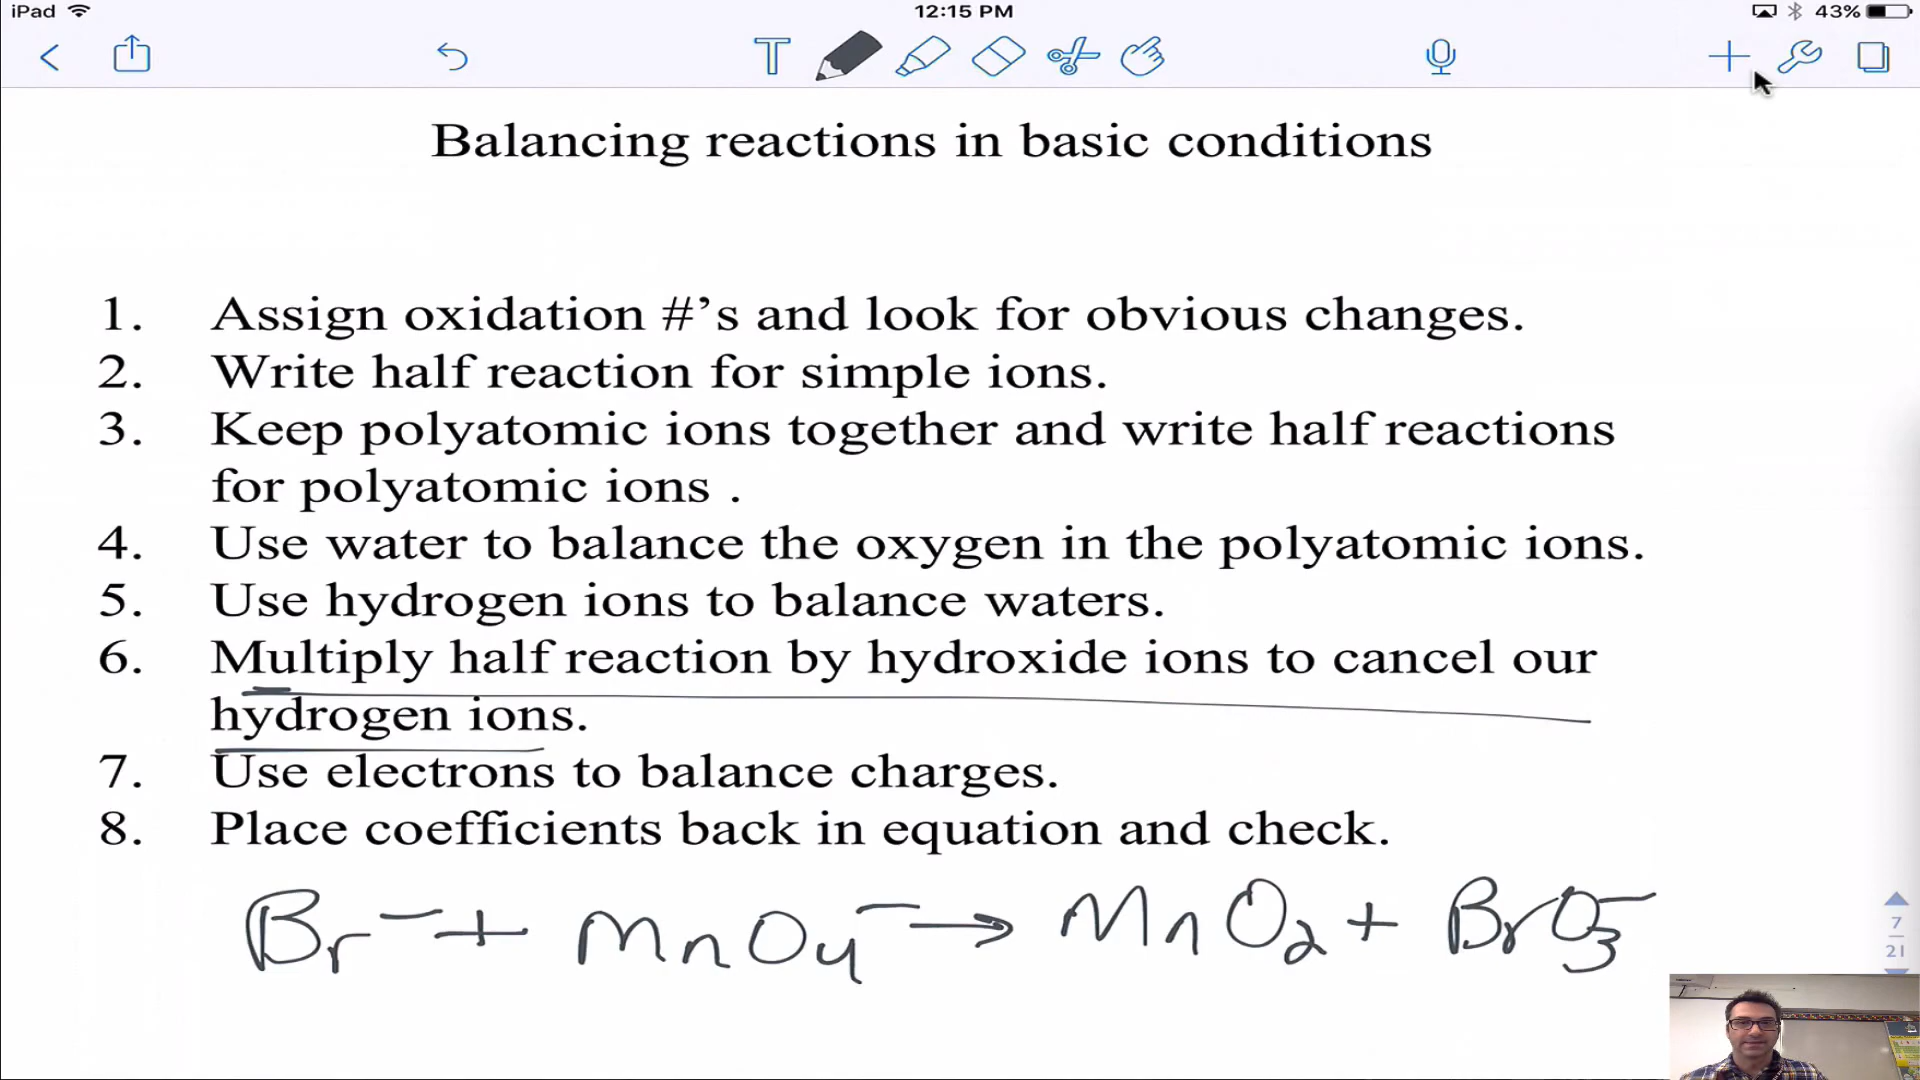 iPad 12:15 PM 43%
T
Balancing reactions in basic conditions
1. Assign oxidation #’s and look for obvious changes.
2. Write half reaction for simple ions.
3. Keep polyatomic ions together and write half reactions
for polyatomic ions .
4. Use water to balance the oxygen in the polyatomic ions.
5. Use hydrogen ions to balance waters.
6. Multiply half reaction by hydroxide ions to cancel our
hydrogen ions.
7. Use electrons to balance charges.
8. Place coefficients back in equation and check.
Br⁻ + MnO₄⁻ → MnO₂ + BrO₃⁻
7
21